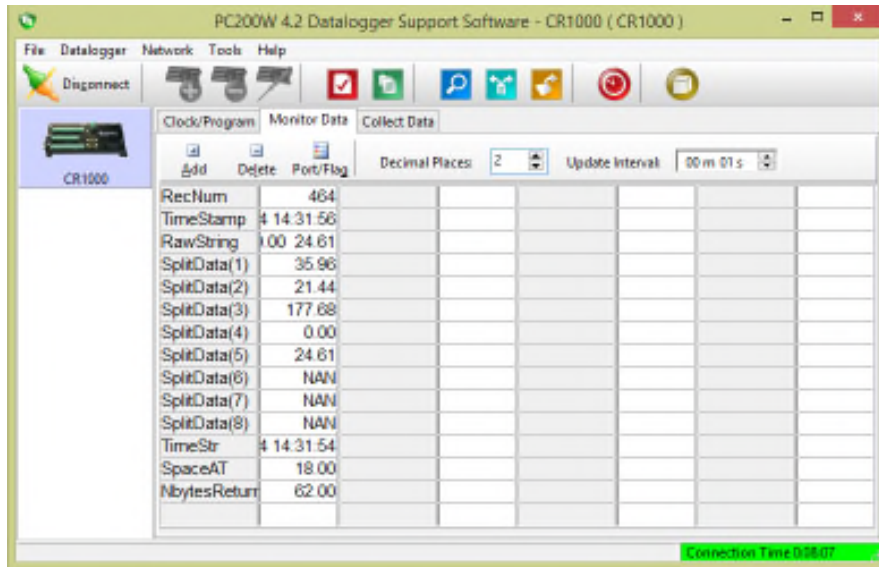 PC200W 4.2 Datalogger Support Software - CR1000 ( CR1000 )
File Datalogger Network Tools Help
Disconnect
CR1000
Clock/Program Monitor Data Collect Data
Add Delete Port/Flag Decimal Places: 2 Update Interval: 00 m 01 s
RecNum 464
TimeStamp 4 14:31:56
RawString .00 24.61
SplitData(1) 35.96
SplitData(2) 21.44
SplitData(3) 177.68
SplitData(4) 0.00
SplitData(5) 24.61
SplitData(6) NAN
SplitData(7) NAN
SplitData(8) NAN
TimeStr 4 14:31:54
SpaceAT 18.00
NbytesReturr 62.00
Connection Time 0:08:07